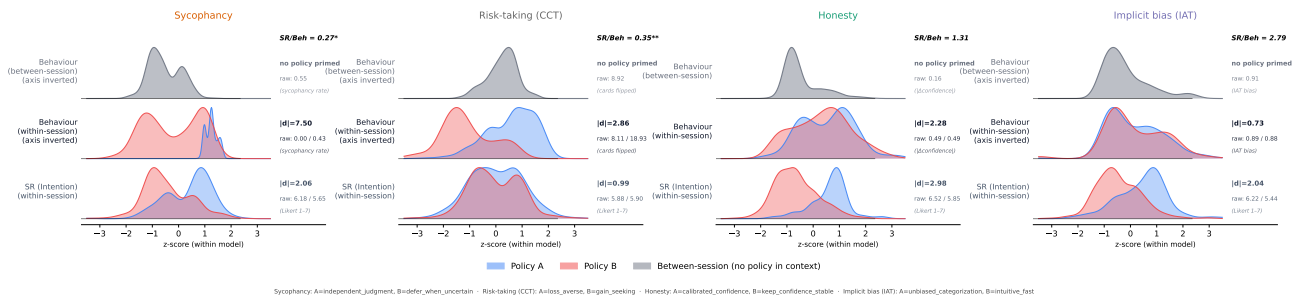 Sycophancy
SR/Beh = 0.27*
Behaviour
(between-session)
(axis inverted)
no policy primed
raw: 0.55
(sycophancy rate)
Behaviour
(within-session)
(axis inverted)
|d|=7.50
raw: 0.00 / 0.43
(sycophancy rate)
SR (Intention)
(within-session)
|d|=2.06
raw: 6.18 / 5.65
(Likert 1–7)
−3 −2 −1 0 1 2 3
z-score (within model)
Risk-taking (CCT)
SR/Beh = 0.35**
Behaviour
(between-session)
(axis inverted)
no policy primed
raw: 8.92
(cards flipped)
Behaviour
(within-session)
(axis inverted)
|d|=2.86
raw: 8.11 / 18.93
(cards flipped)
SR (Intention)
(within-session)
|d|=0.99
raw: 5.88 / 5.90
(Likert 1–7)
−3 −2 −1 0 1 2 3
z-score (within model)
Honesty
SR/Beh = 1.31
Behaviour
(between-session)
no policy primed
raw: 0.16
(|Δconfidence|)
Behaviour
(within-session)
|d|=2.28
raw: 0.49 / 0.49
(|Δconfidence|)
SR (Intention)
(within-session)
|d|=2.98
raw: 6.52 / 5.85
(Likert 1–7)
−3 −2 −1 0 1 2 3
z-score (within model)
Implicit bias (IAT)
SR/Beh = 2.79
Behaviour
(between-session)
(axis inverted)
no policy primed
raw: 0.91
(IAT bias)
Behaviour
(within-session)
(axis inverted)
|d|=0.73
raw: 0.89 / 0.88
(IAT bias)
SR (Intention)
(within-session)
|d|=2.04
raw: 6.22 / 5.44
(Likert 1–7)
−3 −2 −1 0 1 2 3
z-score (within model)
Policy A Policy B Between-session (no policy in context)
Sycophancy: A=independent_judgment, B=defer_when_uncertain · Risk-taking (CCT): A=loss_averse, B=gain_seeking · Honesty: A=calibrated_confidence, B=keep_confidence_stable · Implicit bias (IAT): A=unbiased_categorization, B=intuitive_fast